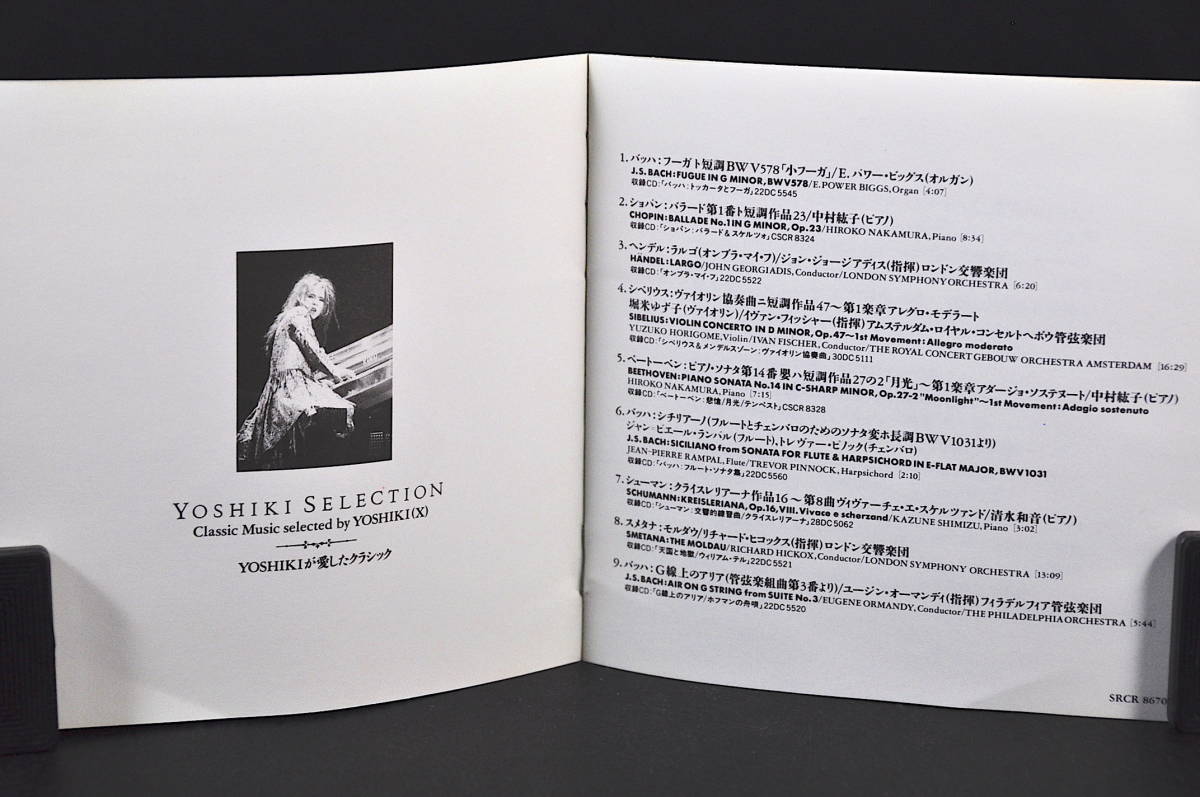 YOSHIKI SELECTION
Classic Music selected by YOSHIKI(X)
YOSHIKIが愛したクラシック
1. バッハ：フーガト短調BWV578「小フーガ」/E. パワー・ビッグス(オルガン)
J.S. BACH: FUGUE IN G MINOR, BWV578/E. POWER BIGGS, Organ [4:07]
収録CD：「バッハ：トッカータとフーガ」22DC 5545
2. ショパン：バラード第1番ト短調作品23/中村紘子(ピアノ)
CHOPIN: BALLADE No.1 IN G MINOR, Op.23/HIROKO NAKAMURA, Piano [8:34]
収録CD：「ショパン：バラード&スケルツォ」CSCR 8324
3. ヘンデル：ラルゴ(オンブラ・マイ・フ)/ジョン・ジョージアディス(指揮)ロンドン交響楽団
HÄNDEL: LARGO/JOHN GEORGIADIS, Conductor/LONDON SYMPHONY ORCHESTRA [6:20]
収録CD：「オンブラ・マイ・フ」22DC 5522
4. シベリウス：ヴァイオリン協奏曲ニ短調作品47〜第1楽章アレグロ・モデラート
堀米ゆず子(ヴァイオリン)/イヴァン・フィッシャー(指揮)アムステルダム・ロイヤル・コンセルトヘボウ管弦楽団
SIBELIUS: VIOLIN CONCERTO IN D MINOR, Op.47〜1st Movement: Allegro moderato
YUZUKO HORIGOME, Violin/IVAN FISCHER, Conductor/THE ROYAL CONCERT GEBOUW ORCHESTRA AMSTERDAM [16:29]
収録CD：「シベリウス&メンデルスゾーン：ヴァイオリン協奏曲」30DC 5111
5. ベートーベン：ピアノ・ソナタ第14番 嬰ハ短調作品27の2「月光」〜第1楽章アダージョ・ソステヌート/中村紘子(ピアノ)
BEETHOVEN: PIANO SONATA No.14 IN C-SHARP MINOR, Op.27-2 "Moonlight"〜1st Movement: Adagio sostenuto
HIROKO NAKAMURA, Piano [7:15]
収録CD：「ベートーベン：悲愴/月光/テンペスト」CSCR 8328
6. バッハ：シチリアーノ(フルートとチェンバロのためのソナタ変ホ長調BWV1031より)
ジャン＝ピエール・ランパル(フルート)、トレヴァー・ピノック(チェンバロ)
J.S. BACH: SICILIANO from SONATA FOR FLUTE & HARPSICHORD IN E-FLAT MAJOR, BWV1031
JEAN-PIERRE RAMPAL, Flute/TREVOR PINNOCK, Harpsichord [2:10]
収録CD：「バッハ：フルート・ソナタ集」22DC 5560
7. シューマン：クライスレリアーナ作品16〜第8曲ヴィヴァーチェ・エ・スケルツァンド/清水和音(ピアノ)
SCHUMANN: KREISLERIANA, Op.16, VIII. Vivace e scherzand/KAZUNE SHIMIZU, Piano [3:02]
収録CD：「シューマン：交響的練習曲/クライスレリアーナ」28DC 5062
8. スメタナ：モルダウ/リチャード・ヒコックス(指揮)ロンドン交響楽団
SMETANA: THE MOLDAU/RICHARD HICKOX, Conductor/LONDON SYMPHONY ORCHESTRA [13:09]
収録CD：「天国と地獄/ウィリアム・テル」22DC 5521
9. バッハ：G線上のアリア(管弦楽組曲第3番より)/ユージン・オーマンディ(指揮)フィラデルフィア管弦楽団
J.S. BACH: AIR ON G STRING from SUITE No.3/EUGENE ORMANDY, Conductor/THE PHILADELPHIA ORCHESTRA [5:44]
収録CD：「G線上のアリア/ホフマンの舟唄」22DC 5520
SRCR 8670